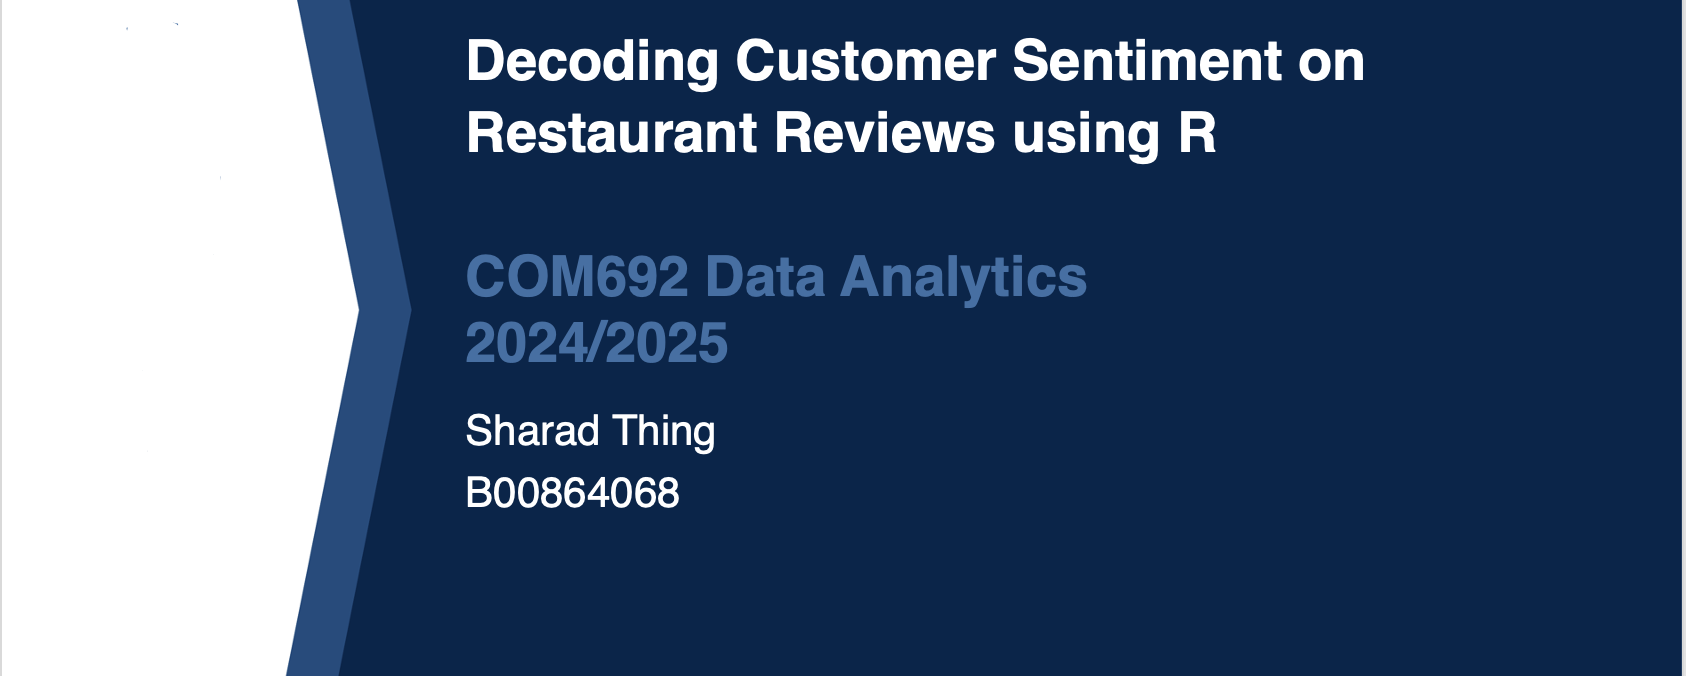 Decoding Customer Sentiment on
Restaurant Reviews using R
COM692 Data Analytics
2024/2025
Sharad Thing
B00864068